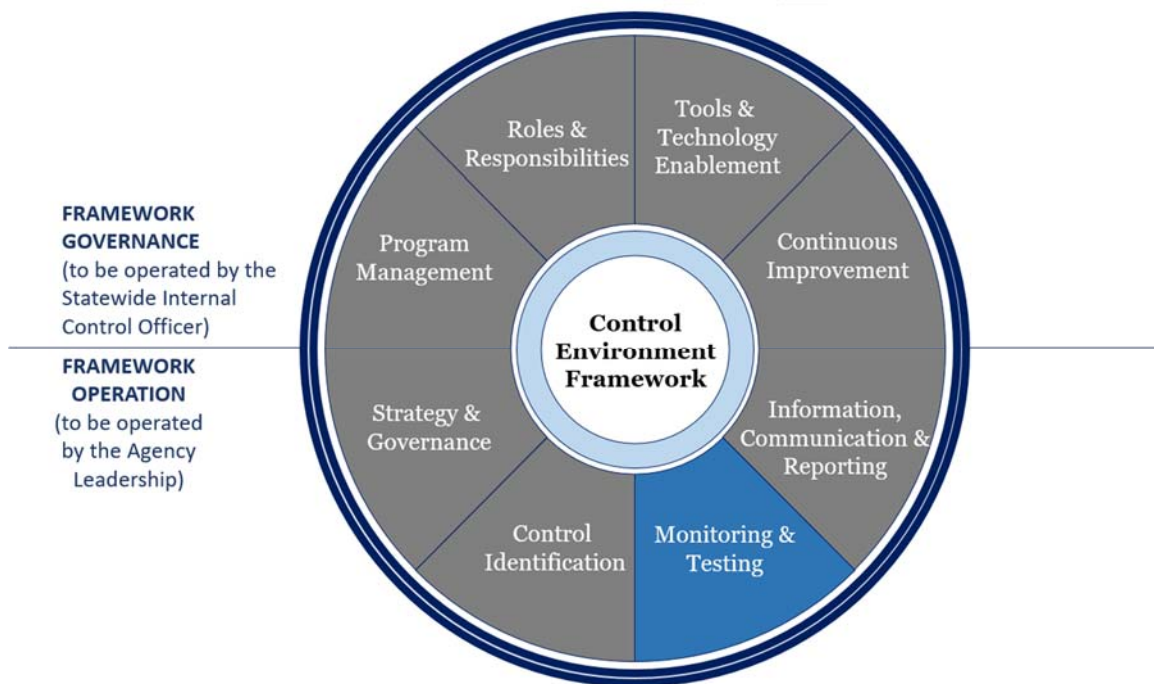 Roles &
Responsibilities
Tools &
Technology
Enablement
FRAMEWORK
GOVERNANCE
(to be operated by the
Statewide Internal
Control Officer)
Program
Management
Continuous
Improvement
Control
Environment
Framework
FRAMEWORK
OPERATION
(to be operated
by the Agency
Leadership)
Strategy &
Governance
Information,
Communication &
Reporting
Control
Identification
Monitoring &
Testing